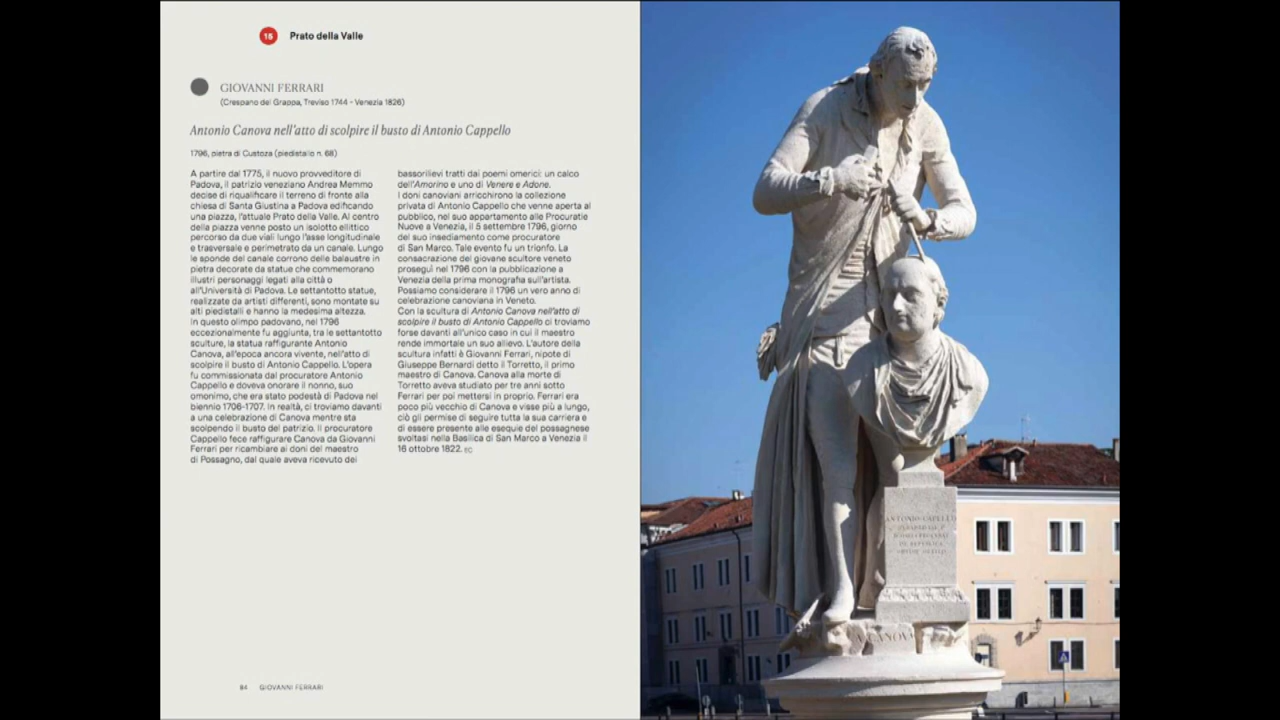 15 Prato della Valle
GIOVANNI FERRARI
(Crespano del Grappa, Treviso 1744 - Venezia 1826)
Antonio Canova nell'atto di scolpire il busto di Antonio Cappello
1796, pietra di Custoza (piedistallo n. 68)
A partire dal 1775, il nuovo provveditore di
Padova, il patrizio veneziano Andrea Memmo
decise di riqualificare il terreno di fronte alla
chiesa di Santa Giustina a Padova edificando
una piazza, l'attuale Prato della Valle. Al centro
della piazza venne posto un isolotto ellittico
percorso da due viali lungo l'asse longitudinale
e trasversale e perimetrato da un canale. Lungo
le sponde del canale corrono delle balaustre in
pietra decorate da statue che commemorano
illustri personaggi legati alla città o
all'Università di Padova. Le settantotto statue,
realizzate da artisti differenti, sono montate su
alti piedistalli e hanno la medesima altezza.
In questo olimpo padovano, nel 1796
eccezionalmente fu aggiunta, tra le settantotto
sculture, la statua raffigurante Antonio
Canova, all'epoca ancora vivente, nell'atto di
scolpire il busto di Antonio Cappello. L'opera
fu commissionata dal procuratore Antonio
Cappello e doveva onorare il nonno, suo
omonimo, che era stato podestà di Padova nel
biennio 1706-1707. In realtà, ci troviamo davanti
a una celebrazione di Canova mentre sta
scolpendo il busto del patrizio. Il procuratore
Cappello fece raffigurare Canova da Giovanni
Ferrari per ricambiare ai doni del maestro
di Possagno, dal quale aveva ricevuto dei
bassorilievi tratti dai poemi omerici: un calco
dell'Amorino e uno di Venere e Adone.
I doni canoviani arricchirono la collezione
privata di Antonio Cappello che venne aperta al
pubblico, nel suo appartamento alle Procuratie
Nuove a Venezia, il 5 settembre 1796, giorno
del suo insediamento come procuratore
di San Marco. Tale evento fu un trionfo. La
consacrazione del giovane scultore veneto
proseguì nel 1796 con la pubblicazione a
Venezia della prima monografia sull'artista.
Possiamo considerare il 1796 un vero anno di
celebrazione canoviana in Veneto.
Con la scultura di Antonio Canova nell'atto di
scolpire il busto di Antonio Cappello ci troviamo
forse davanti all'unico caso in cui il maestro
rende immortale un suo allievo. L'autore della
scultura infatti è Giovanni Ferrari, nipote di
Giuseppe Bernardi detto il Torretto, il primo
maestro di Canova. Canova alla morte di
Torretto aveva studiato per tre anni sotto
Ferrari per poi mettersi in proprio. Ferrari era
poco più vecchio di Canova e visse più a lungo,
ciò gli permise di seguire tutta la sua carriera e
di essere presente alle esequie del possagnese
svoltasi nella Basilica di San Marco a Venezia il
16 ottobre 1822. EC
84 GIOVANNI FERRARI
ANTONIO CAPELLO
A. CANOVA